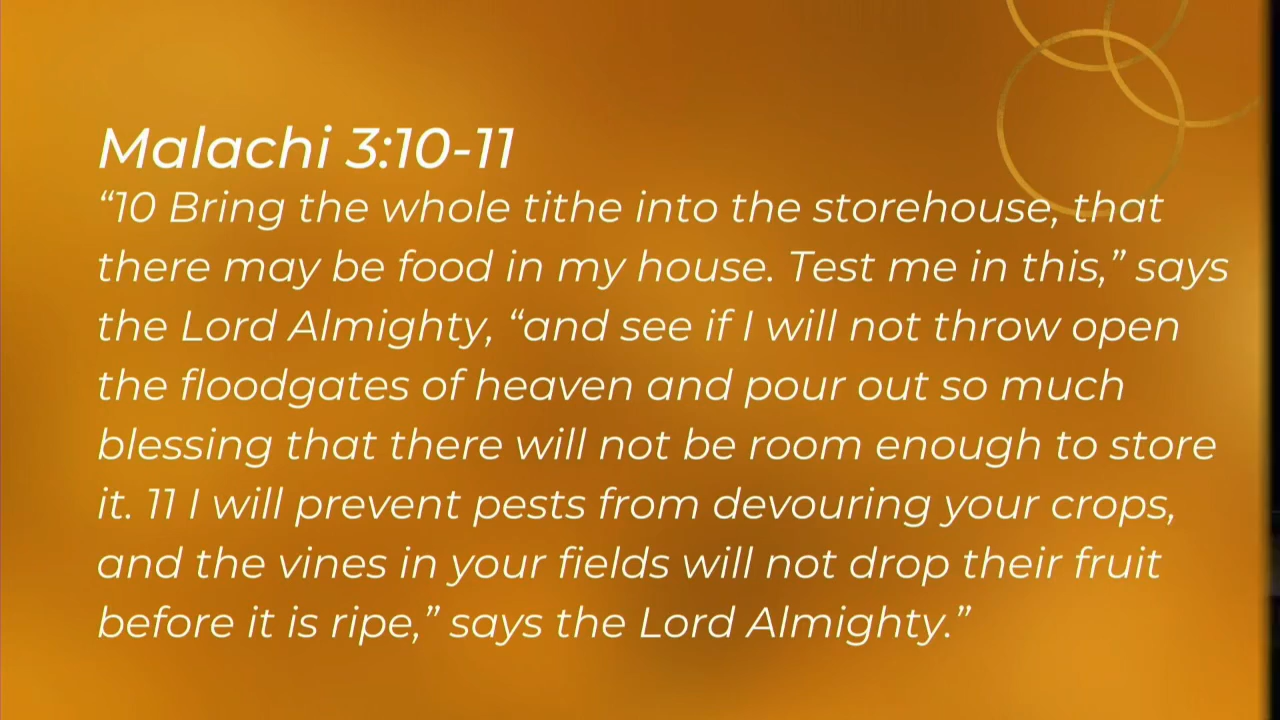 Malachi 3:10-11
“10 Bring the whole tithe into the storehouse, that
there may be food in my house. Test me in this,” says
the Lord Almighty, “and see if I will not throw open
the floodgates of heaven and pour out so much
blessing that there will not be room enough to store
it. 11 I will prevent pests from devouring your crops,
and the vines in your fields will not drop their fruit
before it is ripe,” says the Lord Almighty.”